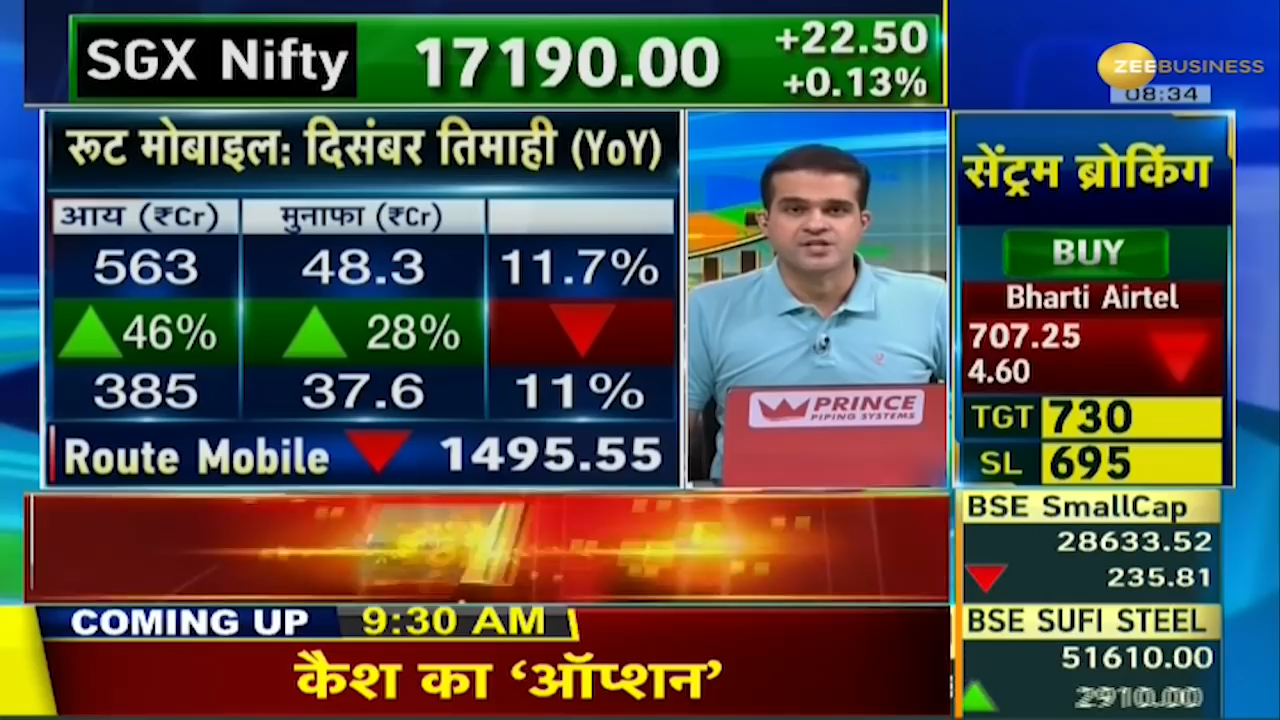 SGX Nifty 17190.00 +22.50
+0.13%
ZEEBUSINESS
08:34
रूट मोबाइल: दिसंबर तिमाही (YoY)
आय (₹Cr) मुनाफा (₹Cr)
563 48.3 11.7%
46% 28%
385 37.6 11%
Route Mobile 1495.55
PRINCE
PIPING SYSTEMS
सेंट्रम ब्रोकिंग
BUY
Bharti Airtel
707.25
4.60
TGT 730
SL 695
BSE SmallCap
28633.52
235.81
BSE SUFI STEEL
51610.00
2910.00
COMING UP 9:30 AM
कैश का ‘ऑप्शन’